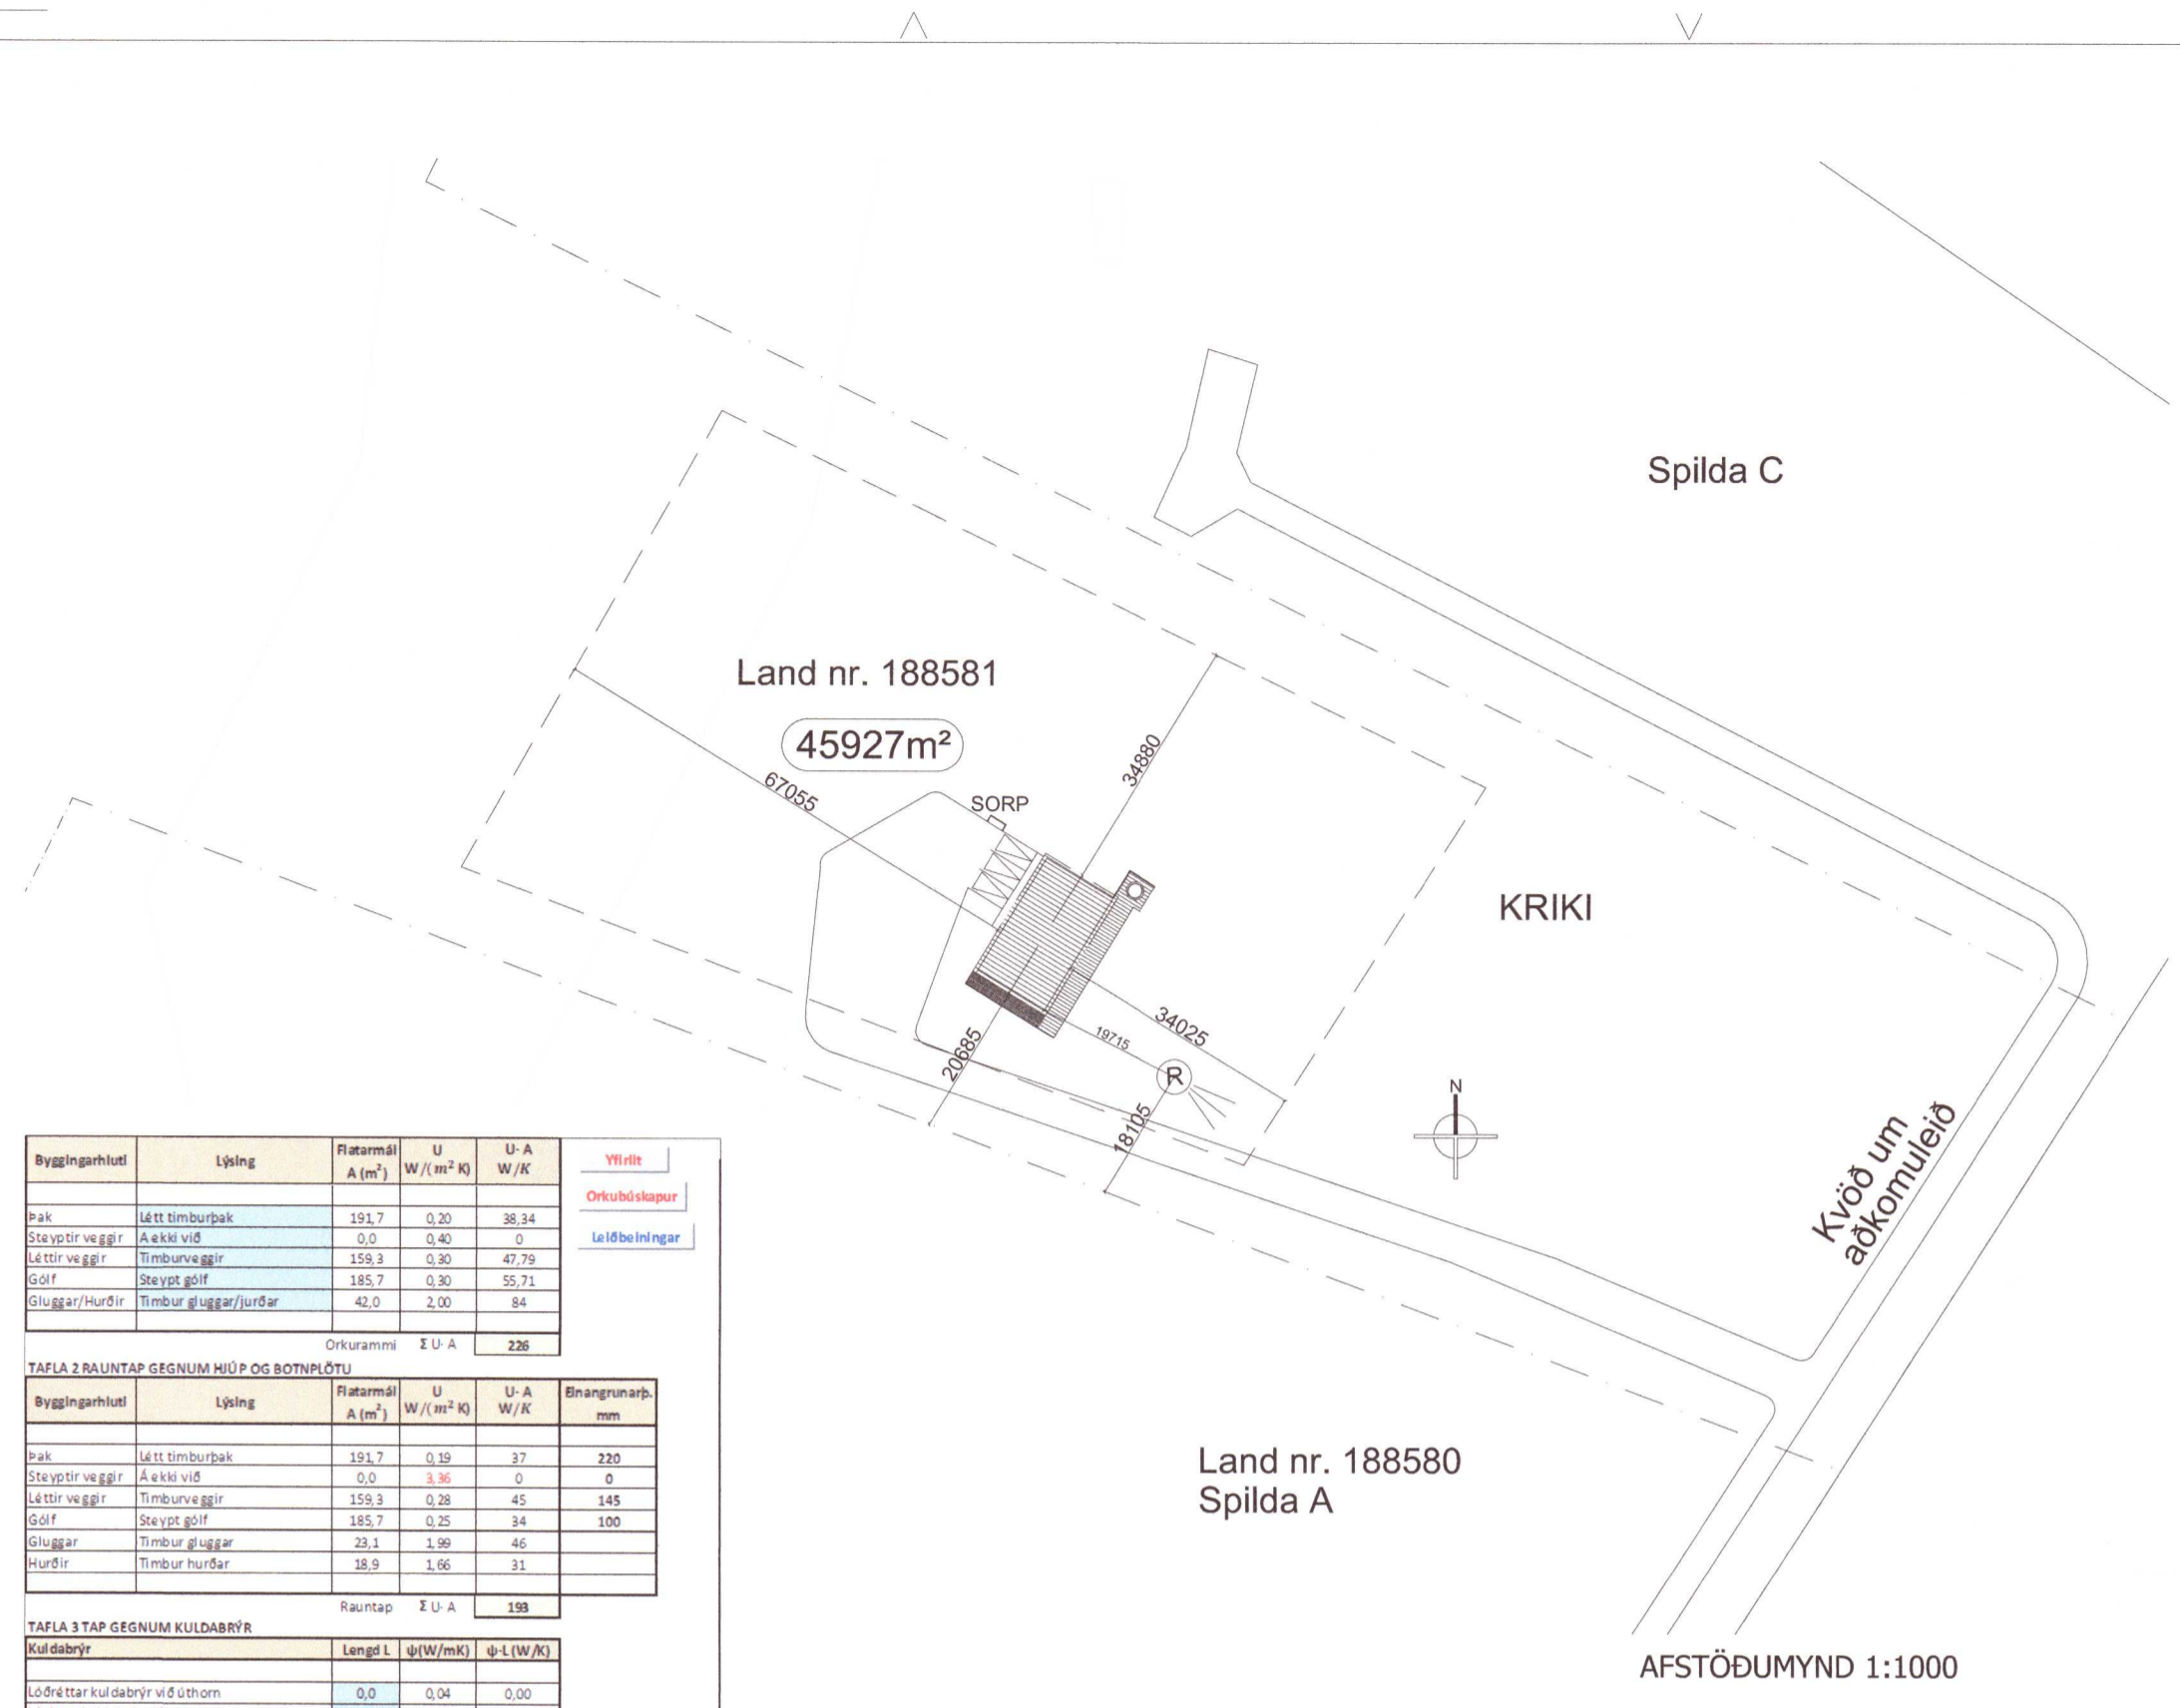 Spilda C
Land nr. 188581
45927m²
67055
34880
SORP
KRIKI
34025
19715
20685
R
18105
N
Kvöð um
aðkomuleið
Land nr. 188580
Spilda A
AFSTÖÐUMYND 1:1000
Byggingarhluti Lýsing Flatarmál A (m²) U W/(m² K) U·A W/K
Þak Létt timburþak 191,7 0,20 38,34
Steyptir veggir Á ekki við 0,0 0,40 0
Léttir veggir Timburveggir 159,3 0,30 47,79
Gólf Steypt gólf 185,7 0,30 55,71
Gluggar/Hurðir Timbur gluggar/jurðar 42,0 2,00 84
Orkurammi Σ U·A 226
Yfirlit
Orkubúskapur
Leiðbeiningar
TAFLA 2 RAUNTAP GEGNUM HJÚP OG BOTNPLÖTU
Byggingarhluti Lýsing Flatarmál A (m²) U W/(m² K) U·A W/K Einangrunarþ. mm
Þak Létt timburþak 191,7 0,19 37 220
Steyptir veggir Á ekki við 0,0 3,36 0 0
Léttir veggir Timburveggir 159,3 0,28 45 145
Gólf Steypt gólf 185,7 0,25 34 100
Gluggar Timbur gluggar 23,1 1,99 46
Hurðir Timbur hurðar 18,9 1,66 31
Rauntap Σ U·A 193
TAFLA 3 TAP GEGNUM KULDABRÝR
Kuldabrýr Lengd L ψ(W/mK) ψ·L (W/K)
Lóðréttar kuldabrýr við úthorn 0,0 0,04 0,00